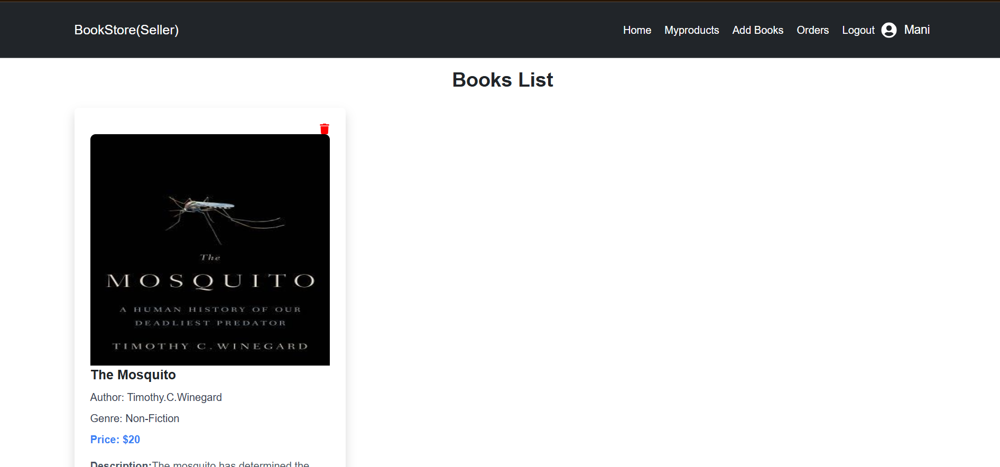 BookStore(Seller)
Home Myproducts Add Books Orders Logout Mani
Books List
The
MOSQUITO
A HUMAN HISTORY OF OUR
DEADLIEST PREDATOR
TIMOTHY C. WINEGARD
The Mosquito
Author: Timothy.C.Winegard
Genre: Non-Fiction
Price: $20
Description:The mosquito has determined the